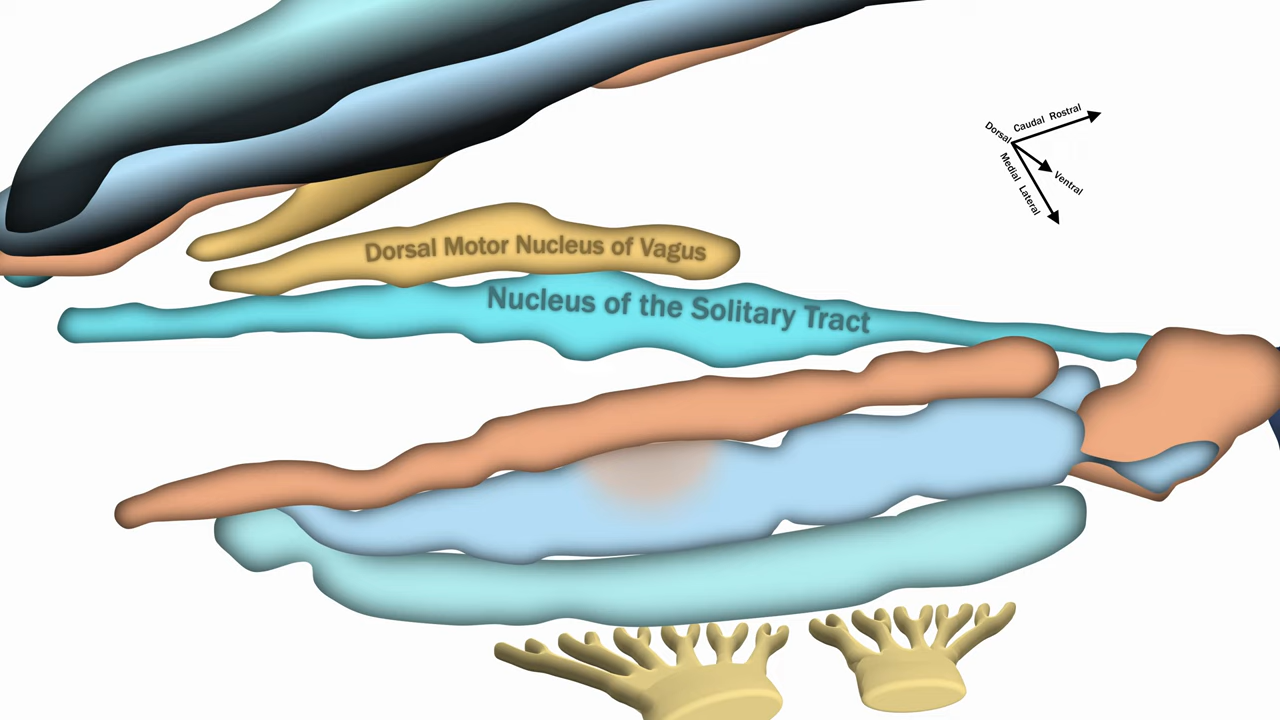 Dorsal
Caudal Rostral
Medial Lateral
Ventral
Dorsal Motor Nucleus of Vagus
Nucleus of the Solitary Tract